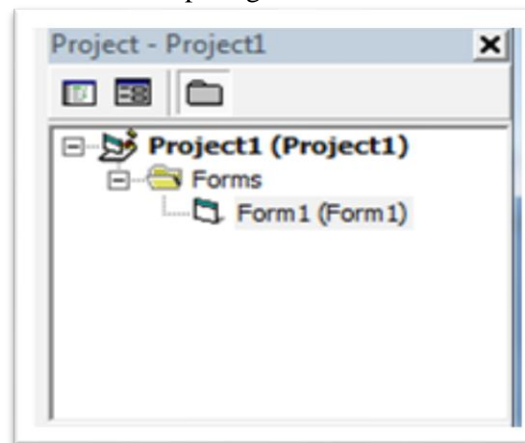 Project - Project1
Project1 (Project1)
Forms
Form1 (Form1)